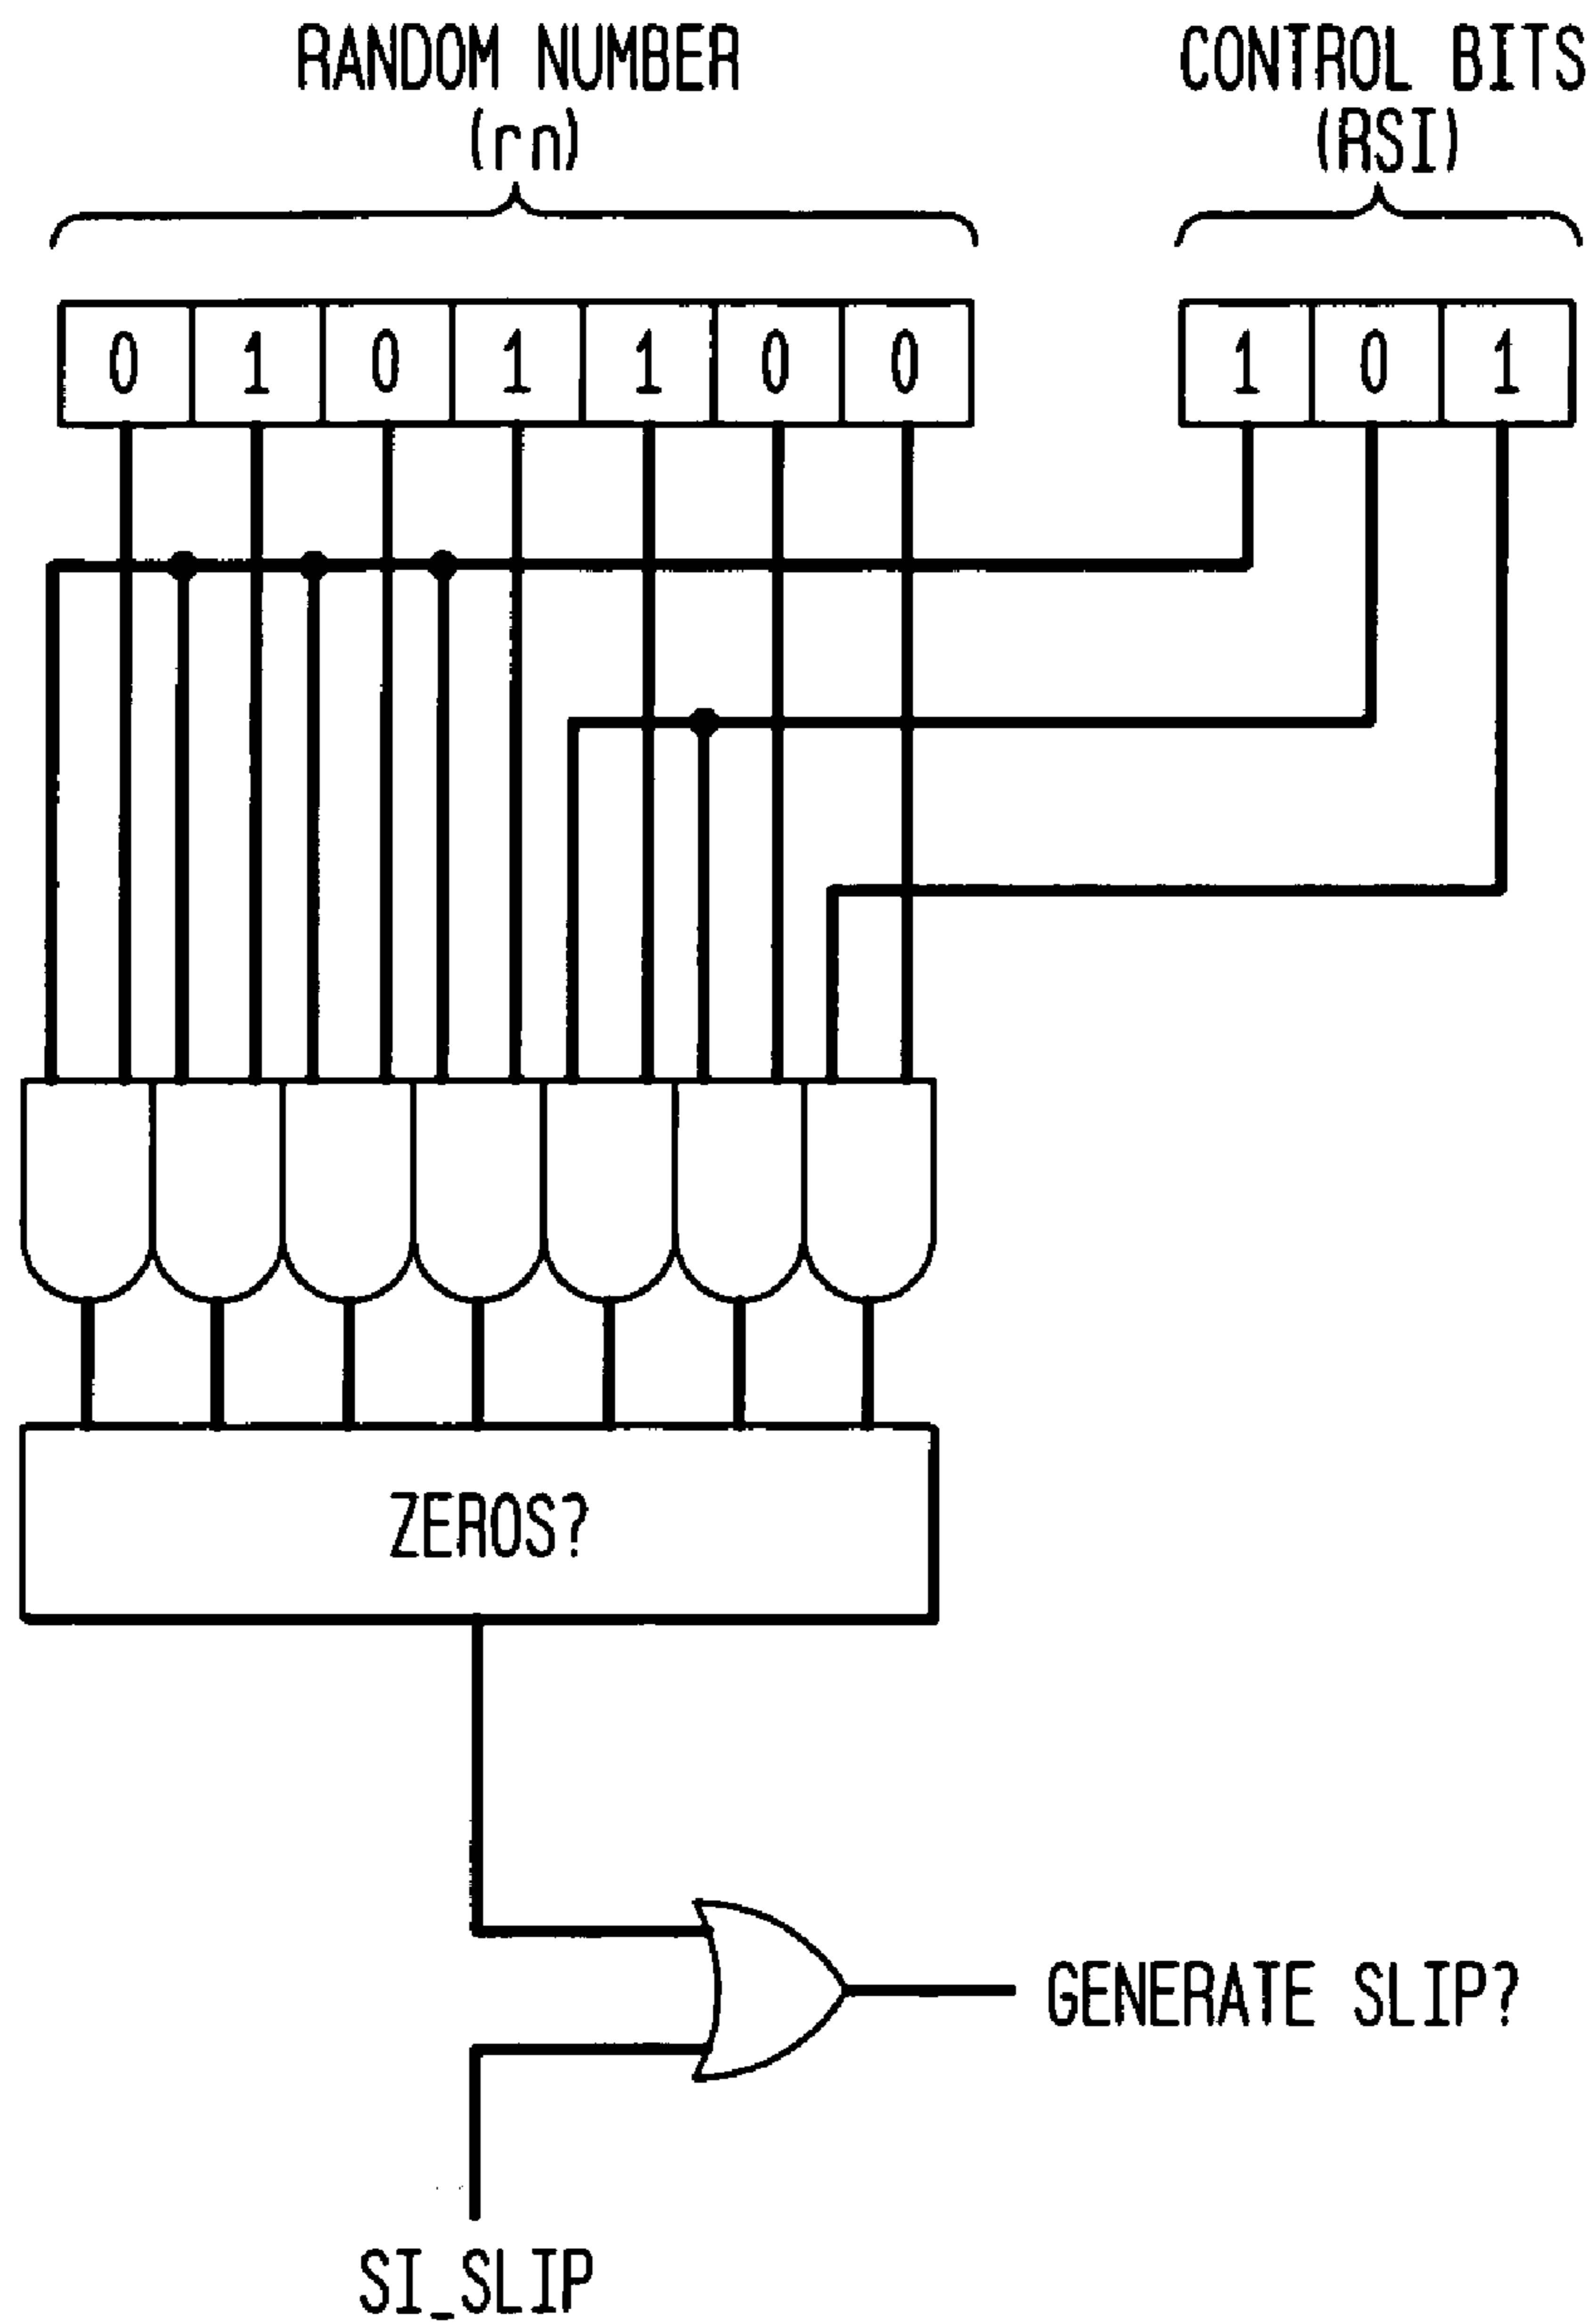 RANDOM NUMBER
(rn)
CONTROL BITS
(RSI)
0 1 0 1 1 0 0
1 0 1
ZEROS?
GENERATE SLIP?
SI_SLIP